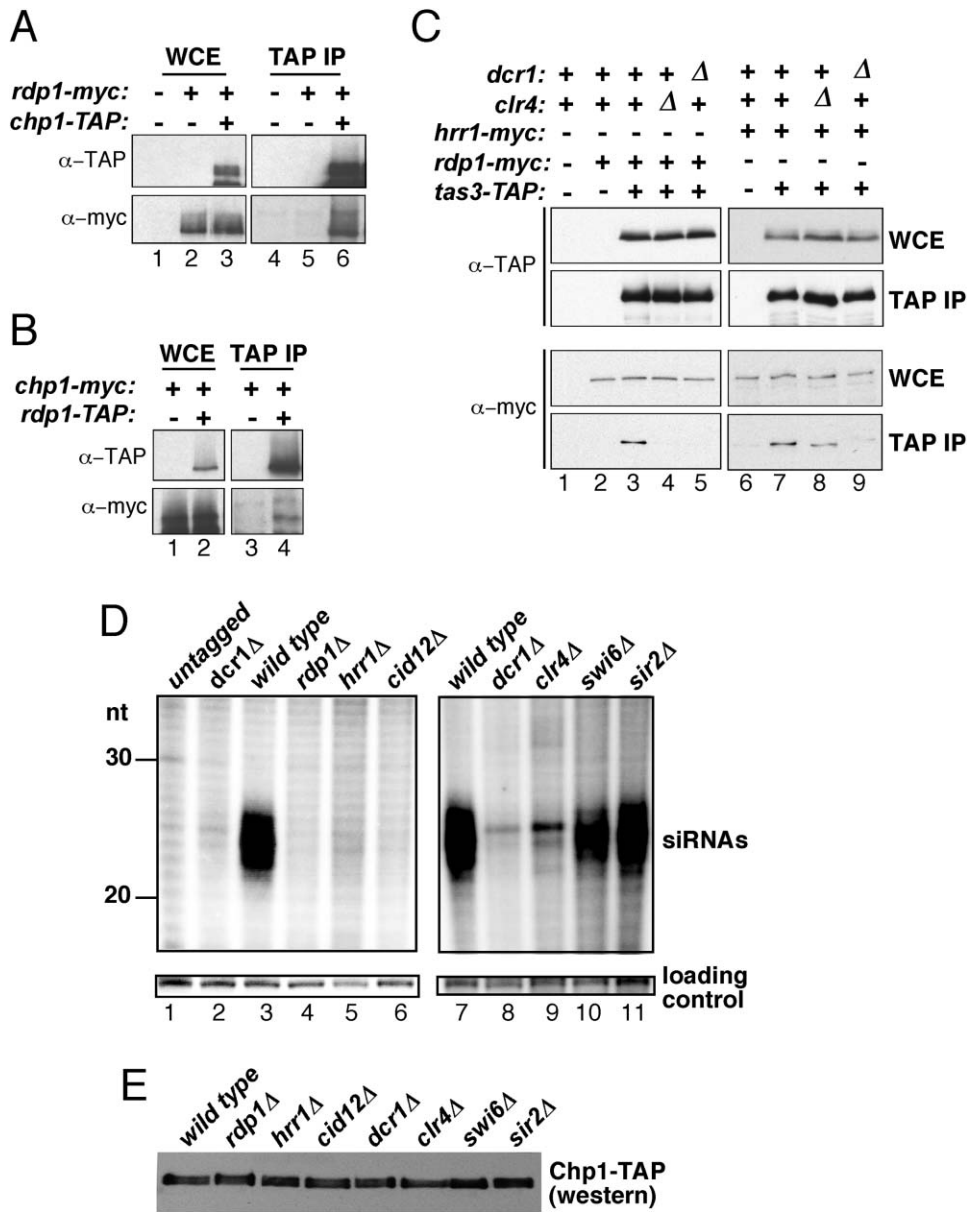 A
WCE TAP IP
rdp1-myc: - + + - + +
chp1-TAP: - - + - - +
α-TAP
α-myc
1 2 3 4 5 6
B
WCE TAP IP
chp1-myc: + + + +
rdp1-TAP: - + - +
α-TAP
α-myc
1 2 3 4
C
dcr1: + + + + Δ + + + Δ
clr4: + + + Δ + + + Δ +
hrr1-myc: - - - - - + + + +
rdp1-myc: - + + + + - - - -
tas3-TAP: - - + + + - + + +
α-TAP
WCE
TAP IP
α-myc
WCE
TAP IP
1 2 3 4 5 6 7 8 9
D
untagged dcr1Δ wild type rdp1Δ hrr1Δ cid12Δ wild type dcr1Δ clr4Δ swi6Δ sir2Δ
nt
30
20
siRNAs
loading
control
1 2 3 4 5 6 7 8 9 10 11
E
wild type rdp1Δ hrr1Δ cid12Δ dcr1Δ clr4Δ swi6Δ sir2Δ
Chp1-TAP
(western)